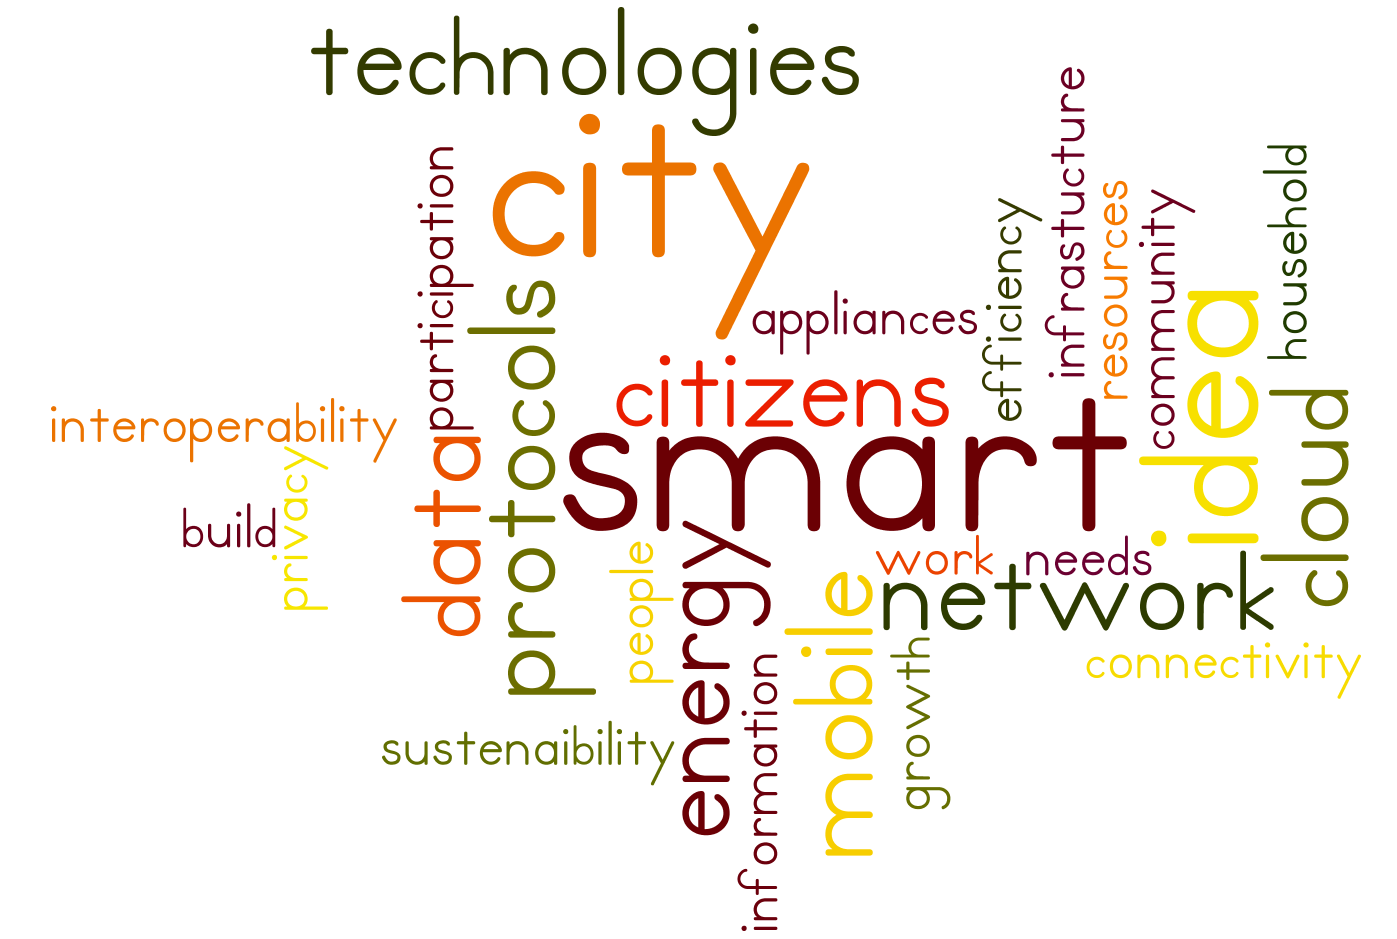 technologies
city
participation
protocols
appliances
efficiency
infrastucture
resources
community
household
idea
citizens
interoperability
data
smart
cloud
privacy
build
people
energy
work
needs
mobile
network
growth
connectivity
information
sustenaibility